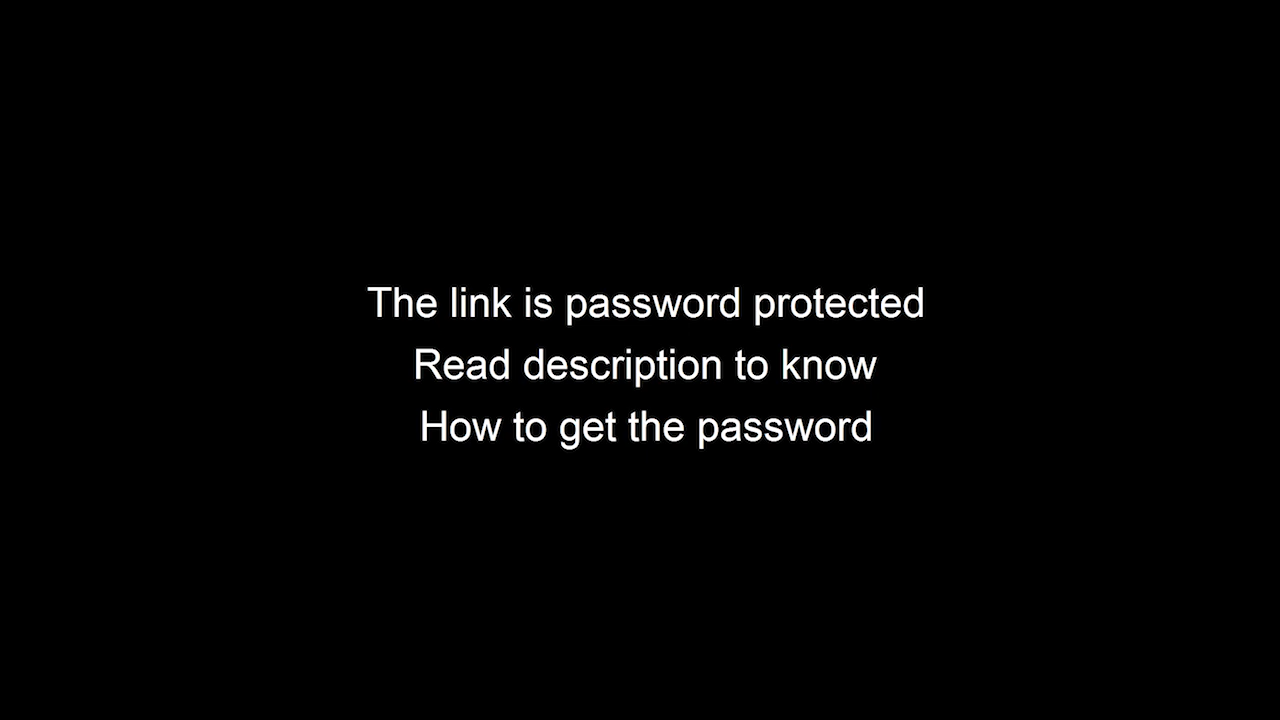 The link is password protected
Read description to know
How to get the password